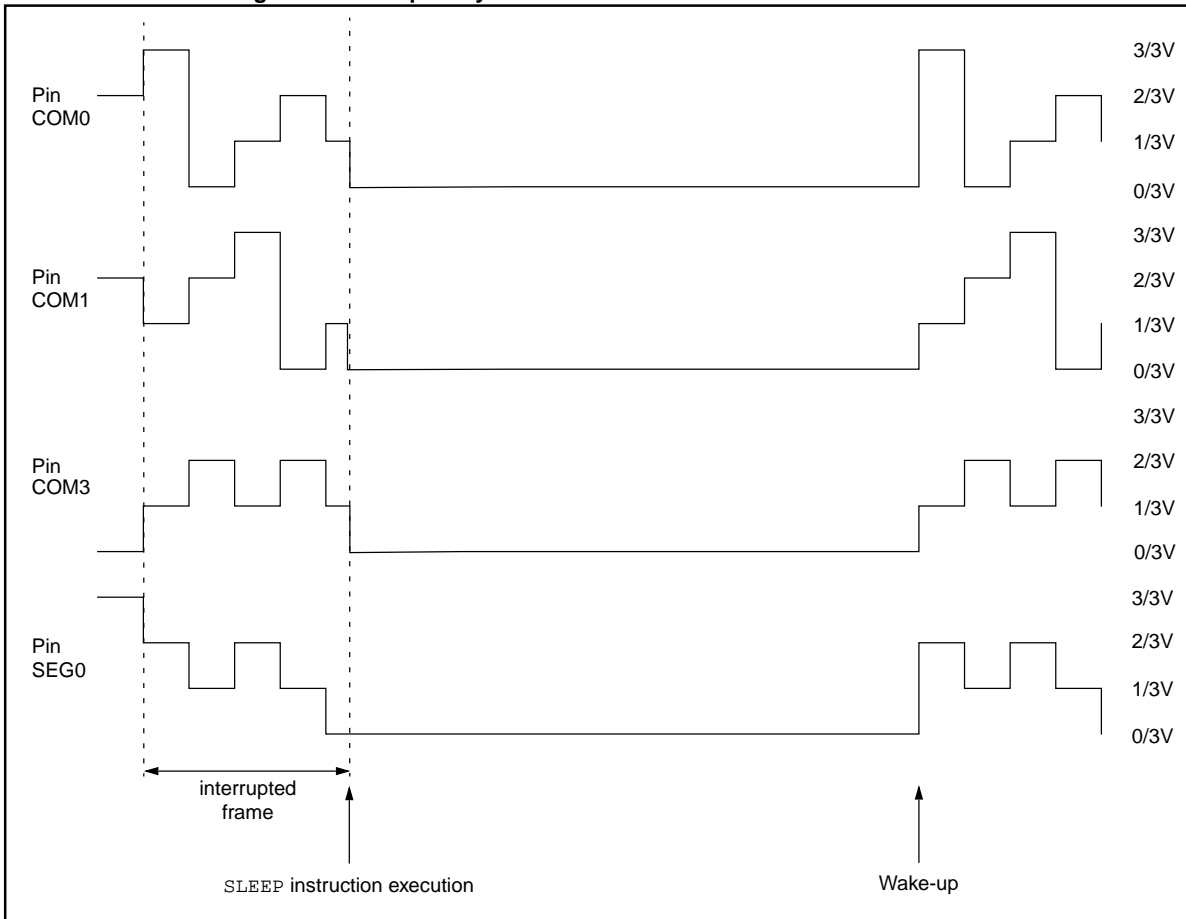 Pin
COM0
3/3V
2/3V
1/3V
0/3V
Pin
COM1
3/3V
2/3V
1/3V
0/3V
Pin
COM3
3/3V
2/3V
1/3V
0/3V
Pin
SEG0
3/3V
2/3V
1/3V
0/3V
interrupted
frame
SLEEP instruction execution
Wake-up